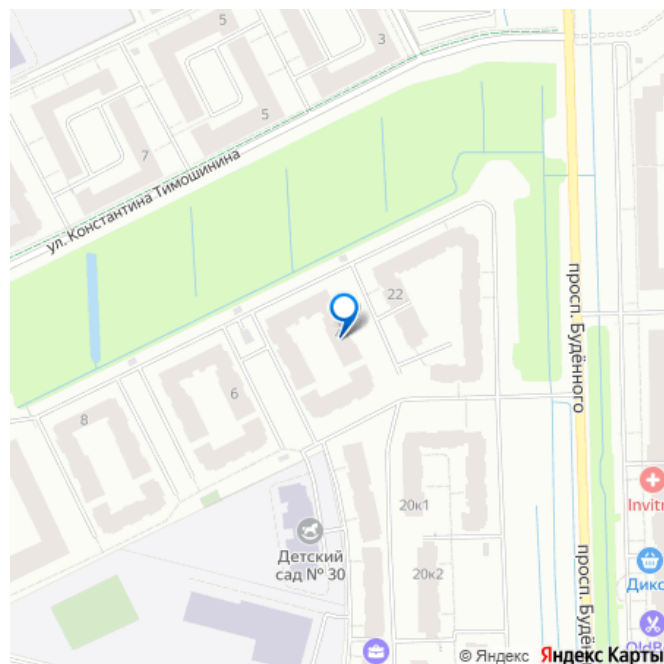 5
3
5
7
ул. Константина Тимошинина
22
просп. Будённого
6
8
20к1
Invitr
Детский
сад № 30
20к2
просп. Будён
Дикс
OldB
© Яндекс Яндекс Карты